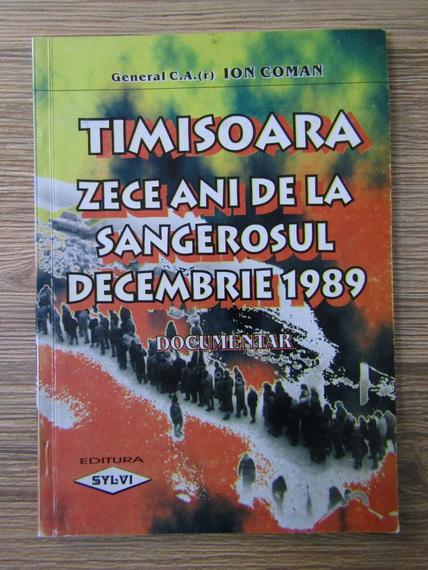 General C.A.(r) ION COMAN
TIMISOARA
ZECE ANI DE LA
SANGEROSUL
DECEMBRIE 1989
DOCUMENTAR
EDITURA
SYLVI